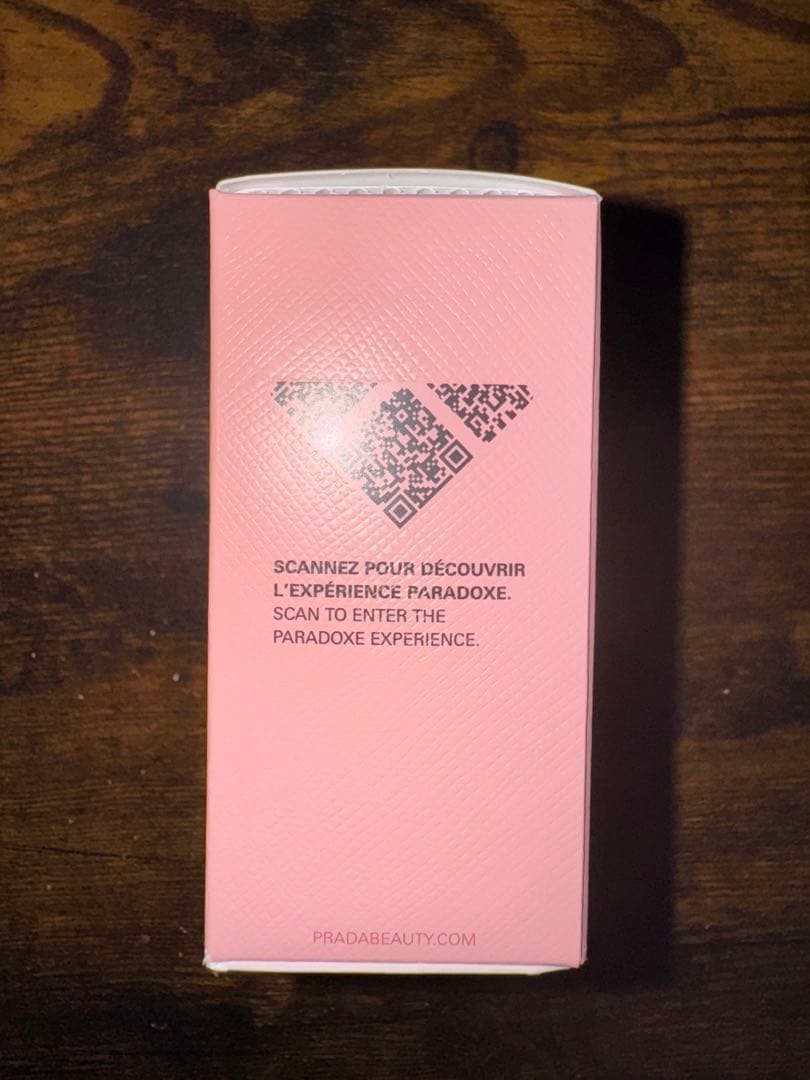 SCANNEZ POUR DÉCOUVRIR
L'EXPÉRIENCE PARADOXE.
SCAN TO ENTER THE
PARADOXE EXPERIENCE.
PRADABEAUTY.COM